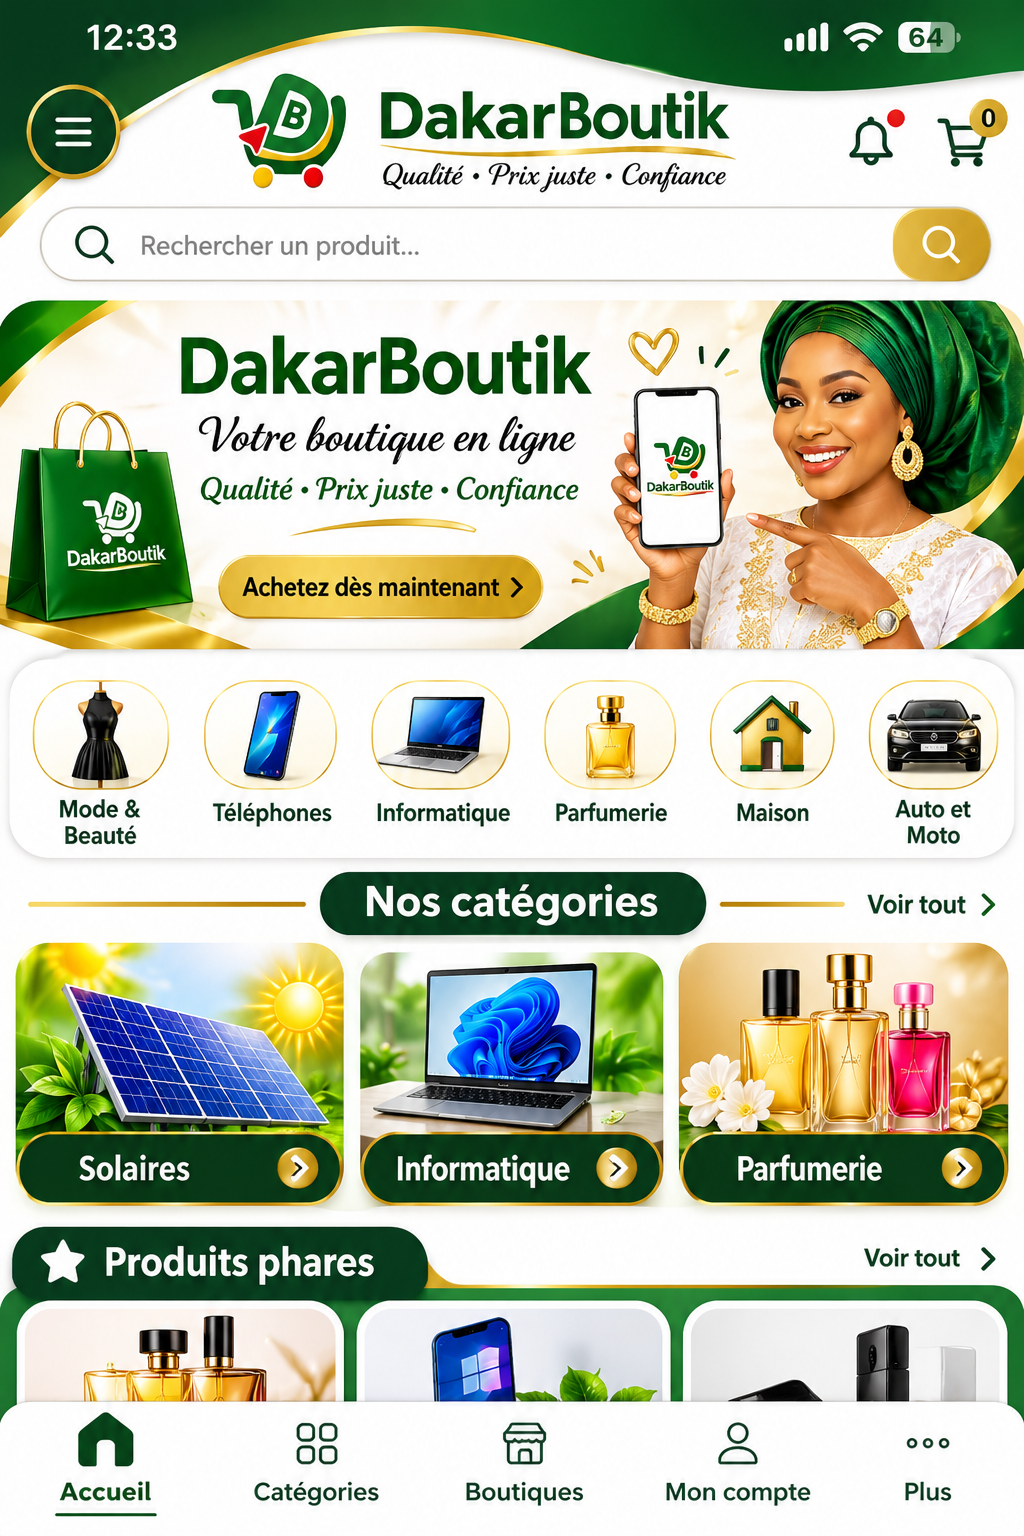 12:33
64
B
DakarBoutik
0
Qualité • Prix juste • Confiance
Rechercher un produit...
DakarBoutik
Votre boutique en ligne
Qualité • Prix juste • Confiance
B
DakarBoutik
B
DakarBoutik
Achetez dès maintenant
Mode &
Beauté
Téléphones
Informatique
Parfumerie
Maison
Auto et
Moto
Nos catégories
Voir tout
Solaires
Informatique
Parfumerie
Produits phares
Voir tout
Accueil
Catégories
Boutiques
Mon compte
Plus